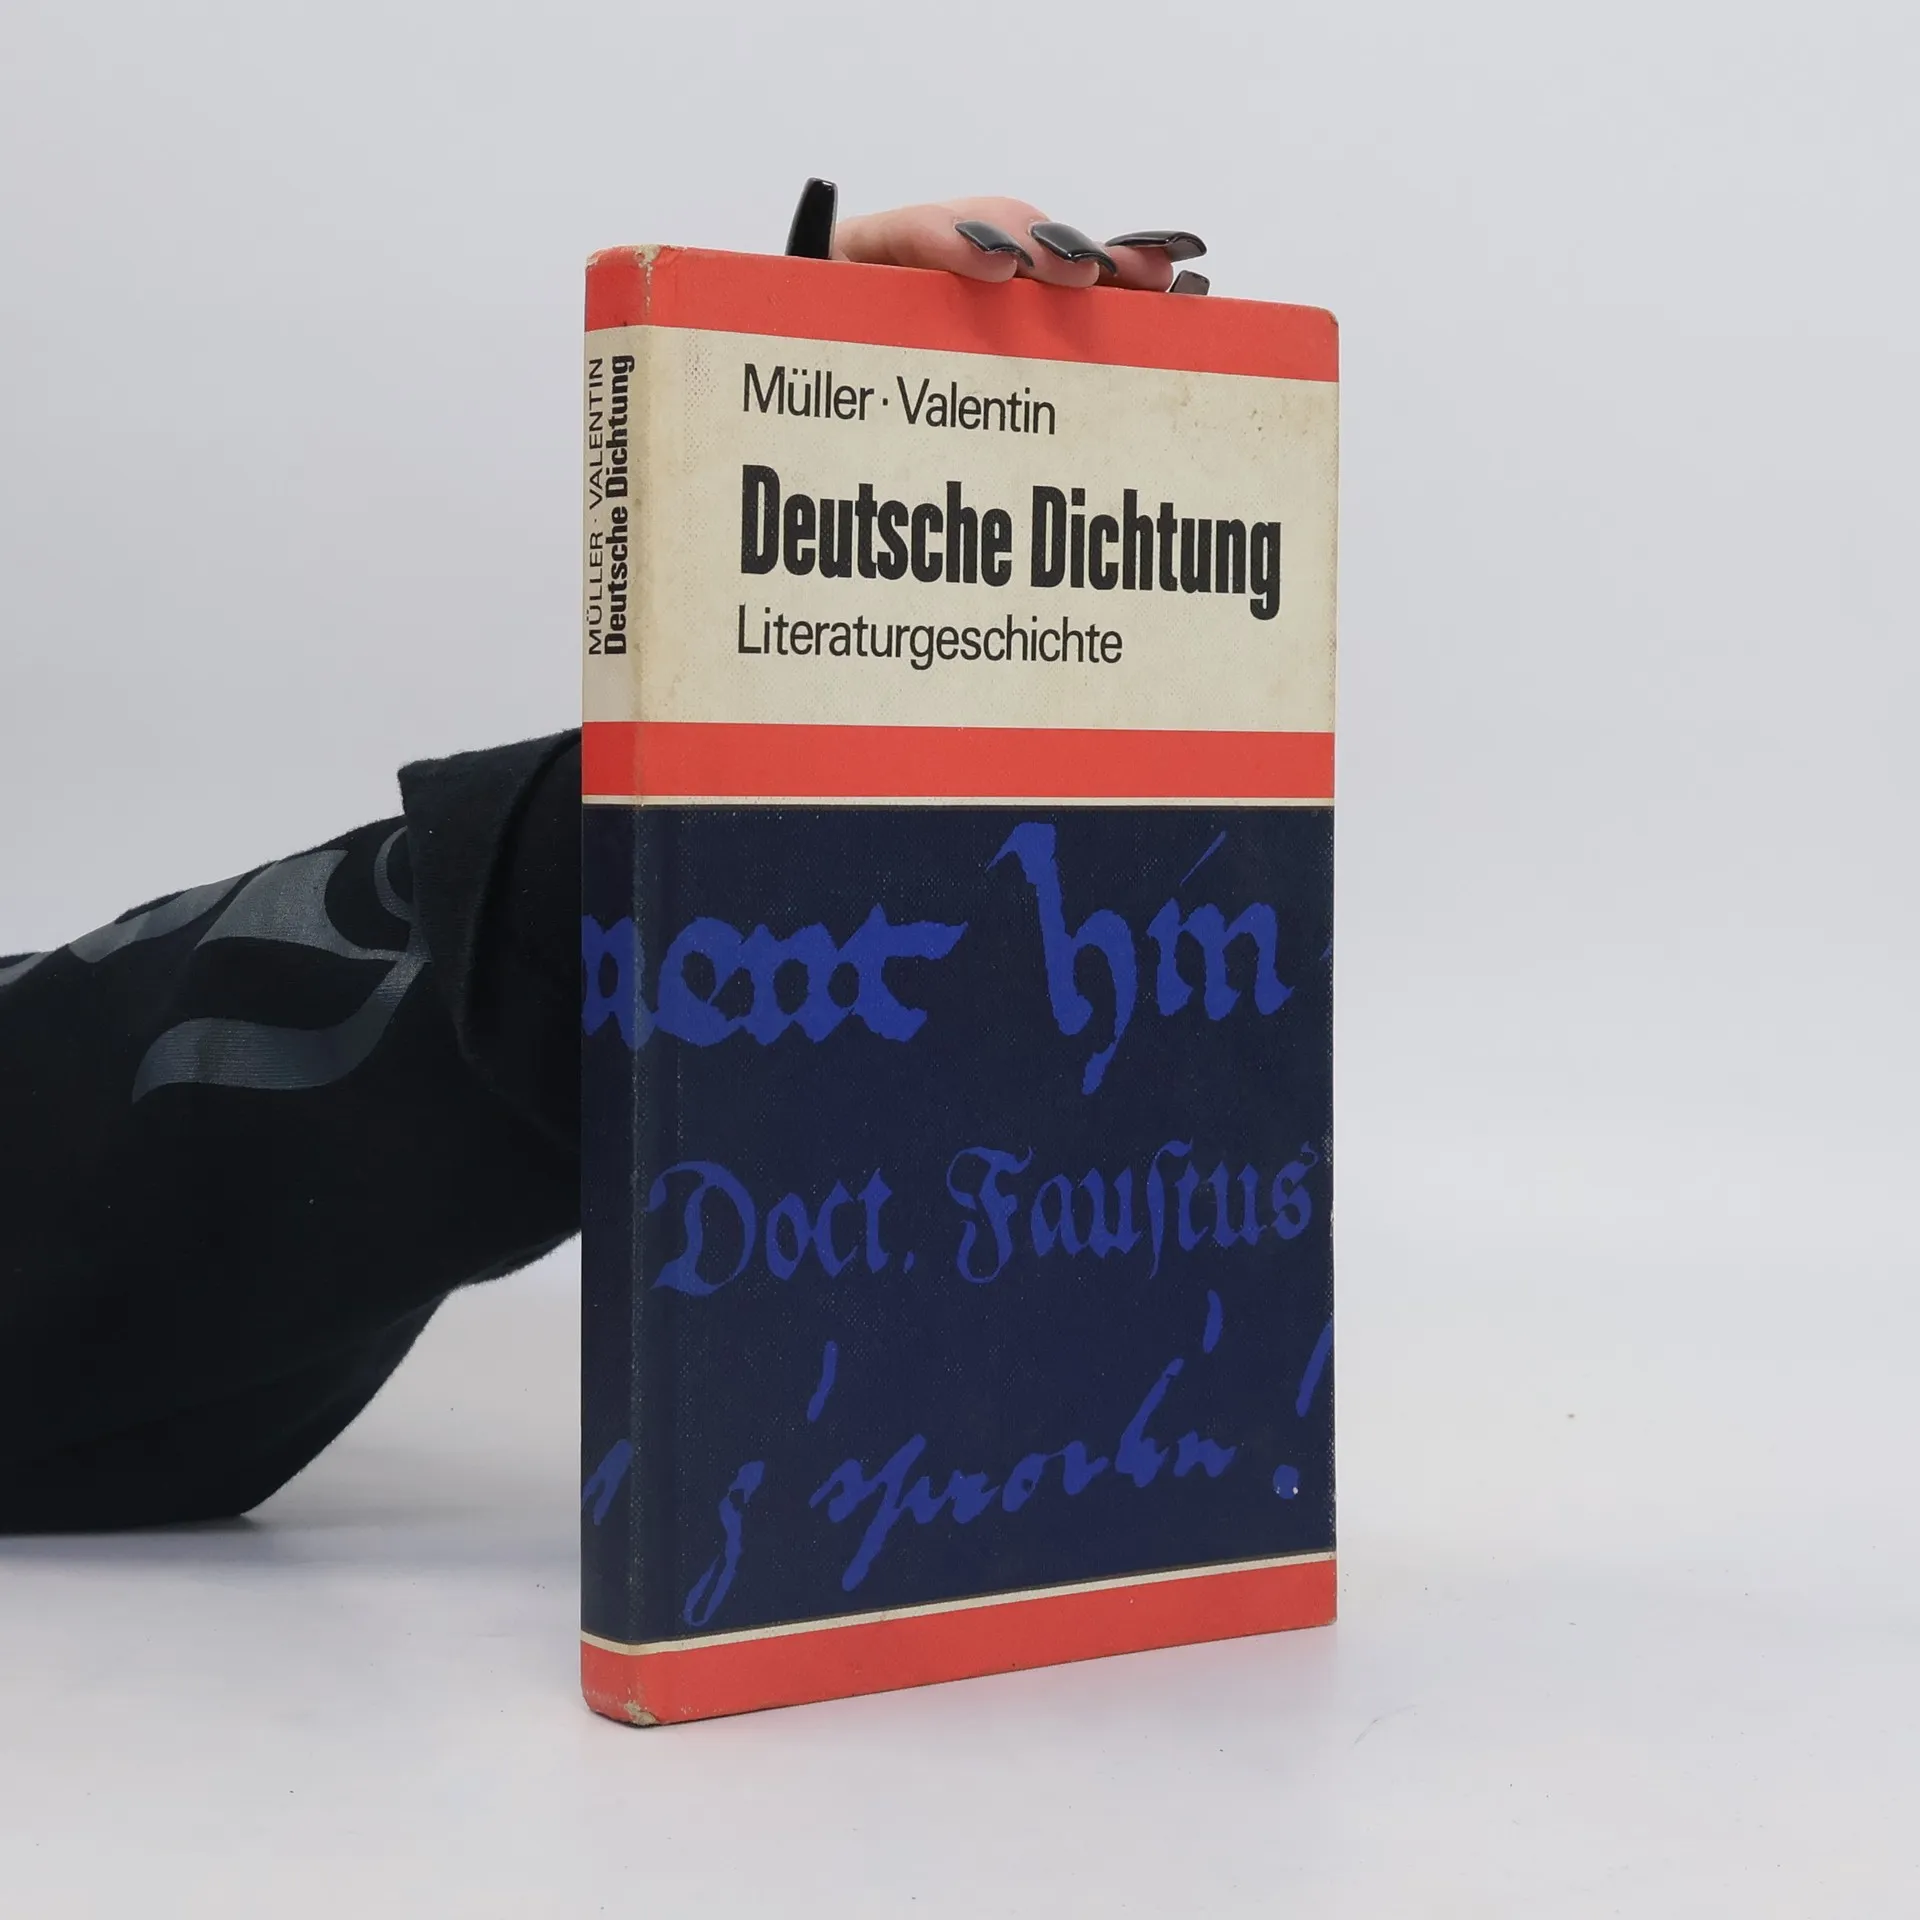 MÜLLER · VALENTIN
Deutsche Dichtung
Müller · Valentin
Deutsche Dichtung
Literaturgeschichte
hin
Doct. Fauſtus